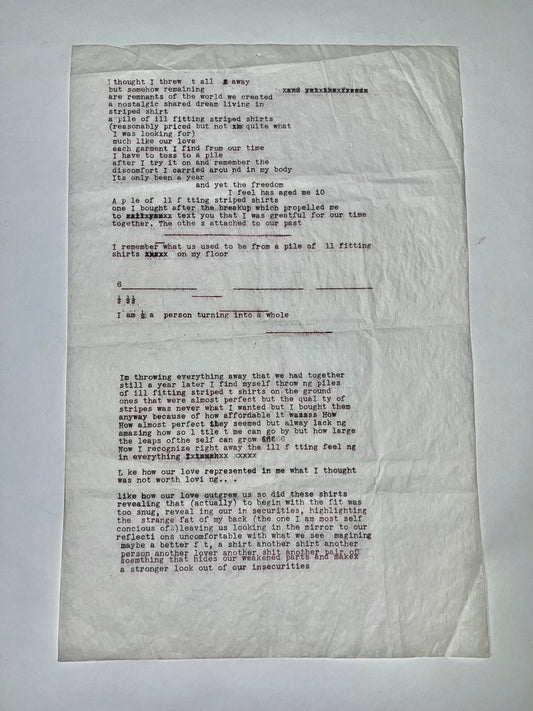 I thought I threw  t all   away
but somehow remaining
are remnants of the world we created
a nostalgic shared dream living in
striped shirt
a pile of ill fitting striped shirts
(reasonably priced but not quite what
I was looking for)
much like our love
each garment I find from our time
I have to toss to a pile
after I try it on and remember the
discomfort I carried arou nd in my body
Its only been a year
and yet the freedom
I feel has aged me 10
A p le of  ll f tting striped shirts
one I bought after the breakup which propelled me
to text you that I was greatful for our time
together. The othe s attached to our past
I remember what us used to be from a pile of  ll fitting
shirts xxxxx  on my floor
6
½ ½½
I am ½ a  person turning into a whole
Im throwing everything away that we had together
still a year later I find myself throw ng piles
of ill fitting striped t shirts on the ground
ones that were almost perfect but the qual ty of
stripes was never what I wanted but I bought them
anyway because of how affordable it How
How almost perfect they seemed but alway lack ng
amazing how so l ttle t me can go by but how large
the leaps ofthe self can grow
Now I recognize right away the ill f tting feel ng
in everything xxxxx
L ke how our love represented in me what I thought
was not worth lovi ng.. .
like how our love outgrew us so did these shirts
revealing that (actually) to begin with the fit was
too snug, reveal ing our in securities, highlighting
the  strange fat of my back (the one I am most self
concious of )leaving us looking in the mirror to our
reflecti ons uncomfortable with what we see  magining
maybe a better f t, a shirt another shirt another
person another lover another shit another pair of
soemthing that hides our weakened parts and makes
a stronger look out of our insecurities